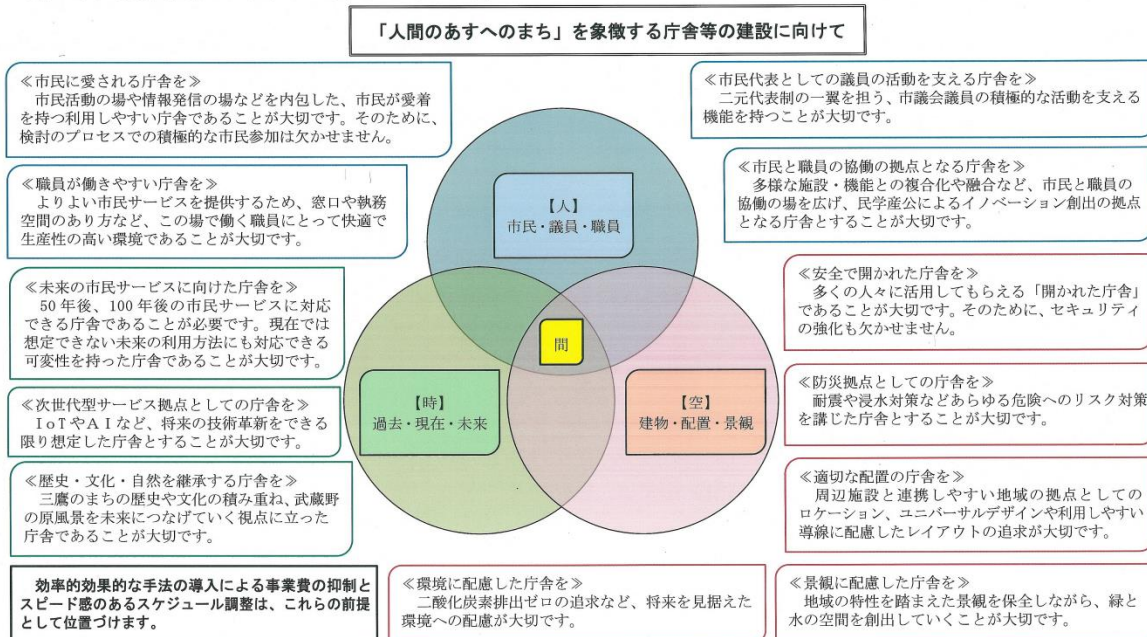 「人間のあすへのまち」を象徴する庁舎等の建設に向けて
≪市民に愛される庁舎を≫
市民活動の場や情報発信の場などを内包した、市民が愛着
を持つ利用しやすい庁舎であることが大切です。そのために、
検討のプロセスでの積極的な市民参加は欠かせません。
≪職員が働きやすい庁舎を≫
よりよい市民サービスを提供するため、窓口や執務
空間のあり方など、この場で働く職員にとって快適で
生産性の高い環境であることが大切です。
≪未来の市民サービスに向けた庁舎を≫
50年後、100年後の市民サービスに対応
できる庁舎であることが必要です。現在では
想定できない未来の利用方法にも対応できる
可変性を持った庁舎であることが大切です。
≪次世代型サービス拠点としての庁舎を≫
IoTやAIなど、将来の技術革新をできる
限り想定した庁舎とすることが大切です。
≪歴史・文化・自然を継承する庁舎を≫
三鷹のまちの歴史や文化の積み重ね、武蔵野
の原風景を未来につなげていく視点に立った
庁舎であることが大切です。
効率的効果的な手法の導入による事業費の抑制と
スピード感のあるスケジュール調整は、これらの前提
として位置づけます。
【人】
市民・議員・職員
間
【時】
過去・現在・未来
【空】
建物・配置・景観
≪市民代表としての議員の活動を支える庁舎を≫
二元代表制の一翼を担う、市議会議員の積極的な活動を支える
機能を持つことが大切です。
≪市民と職員の協働の拠点となる庁舎を≫
多様な施設・機能との複合化や融合など、市民と職員の
協働の場を広げ、民学産公によるイノベーション創出の拠点
となる庁舎とすることが大切です。
≪安全で開かれた庁舎を≫
多くの人々に活用してもらえる「開かれた庁舎」
であることが大切です。そのために、セキュリティ
の強化も欠かせません。
≪防災拠点としての庁舎を≫
耐震や浸水対策などあらゆる危険へのリスク対策
を講じた庁舎とすることが大切です。
≪適切な配置の庁舎を≫
周辺施設と連携しやすい地域の拠点としての
ロケーション、ユニバーサルデザインや利用しやすい
導線に配慮したレイアウトの追求が大切です。
≪環境に配慮した庁舎を≫
二酸化炭素排出ゼロの追求など、将来を見据えた
環境への配慮が大切です。
≪景観に配慮した庁舎を≫
地域の特性を踏まえた景観を保全しながら、緑と
水の空間を創出していくことが大切です。